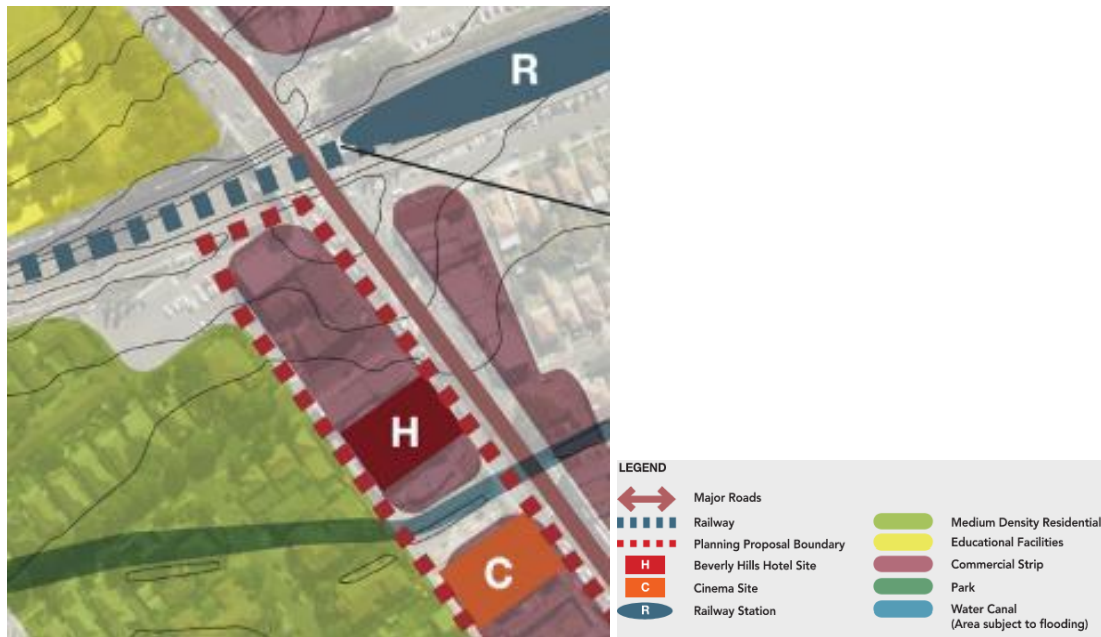 R
H
C
LEGEND
Major Roads
Railway
Planning Proposal Boundary
H Beverly Hills Hotel Site
C Cinema Site
R Railway Station
Medium Density Residential
Educational Facilities
Commercial Strip
Park
Water Canal
(Area subject to flooding)